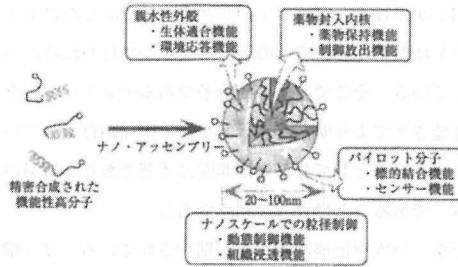 親水性外殻
・生体適合機能
・環境応答機能
薬物封入内核
・薬物保持機能
・制御放出機能
ナノ・アッセンブリー
精密合成された
機能性高分子
パイロット分子
・標的結合機能
・センサー機能
20~100nm
ナノスケールでの粒径制御
動態制御機能
組織浸透機能